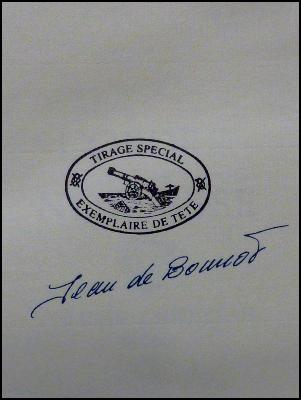 TIRAGE SPECIAL
EXEMPLAIRE DE TETE
Jean de Bonnot